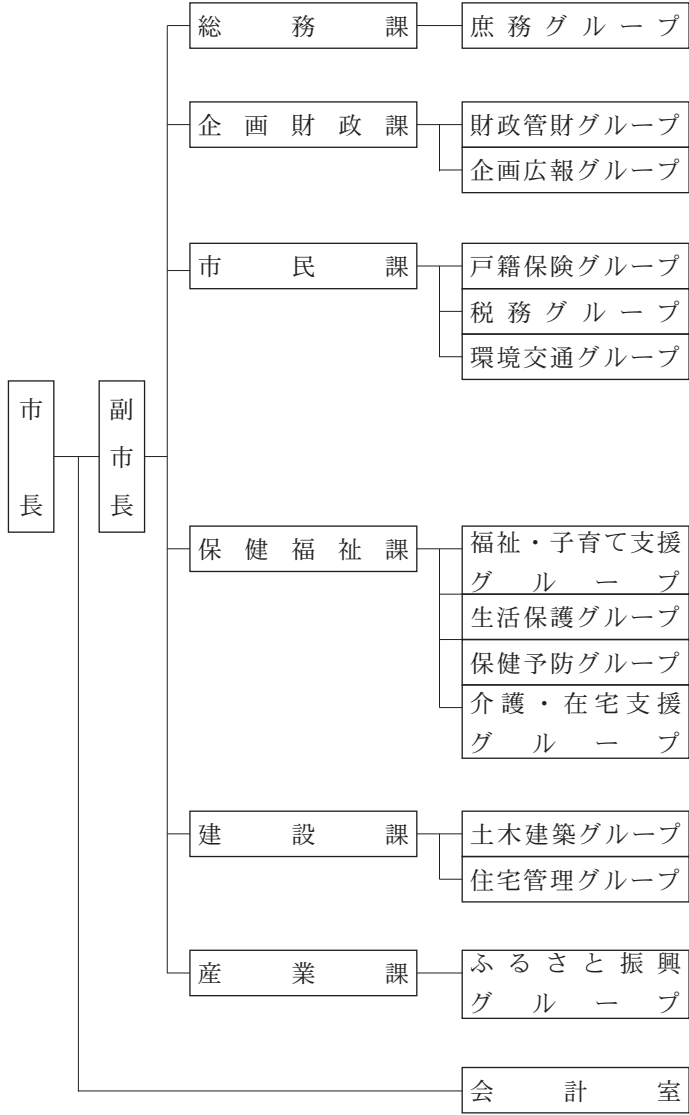 総務課
庶務グループ
企画財政課
財政管財グループ
企画広報グループ
市民課
戸籍保険グループ
税務グループ
環境交通グループ
市長
副市長
保健福祉課
福祉・子育て支援
グループ
生活保護グループ
保健予防グループ
介護・在宅支援
グループ
建設課
土木建築グループ
住宅管理グループ
産業課
ふるさと振興
グループ
会計室